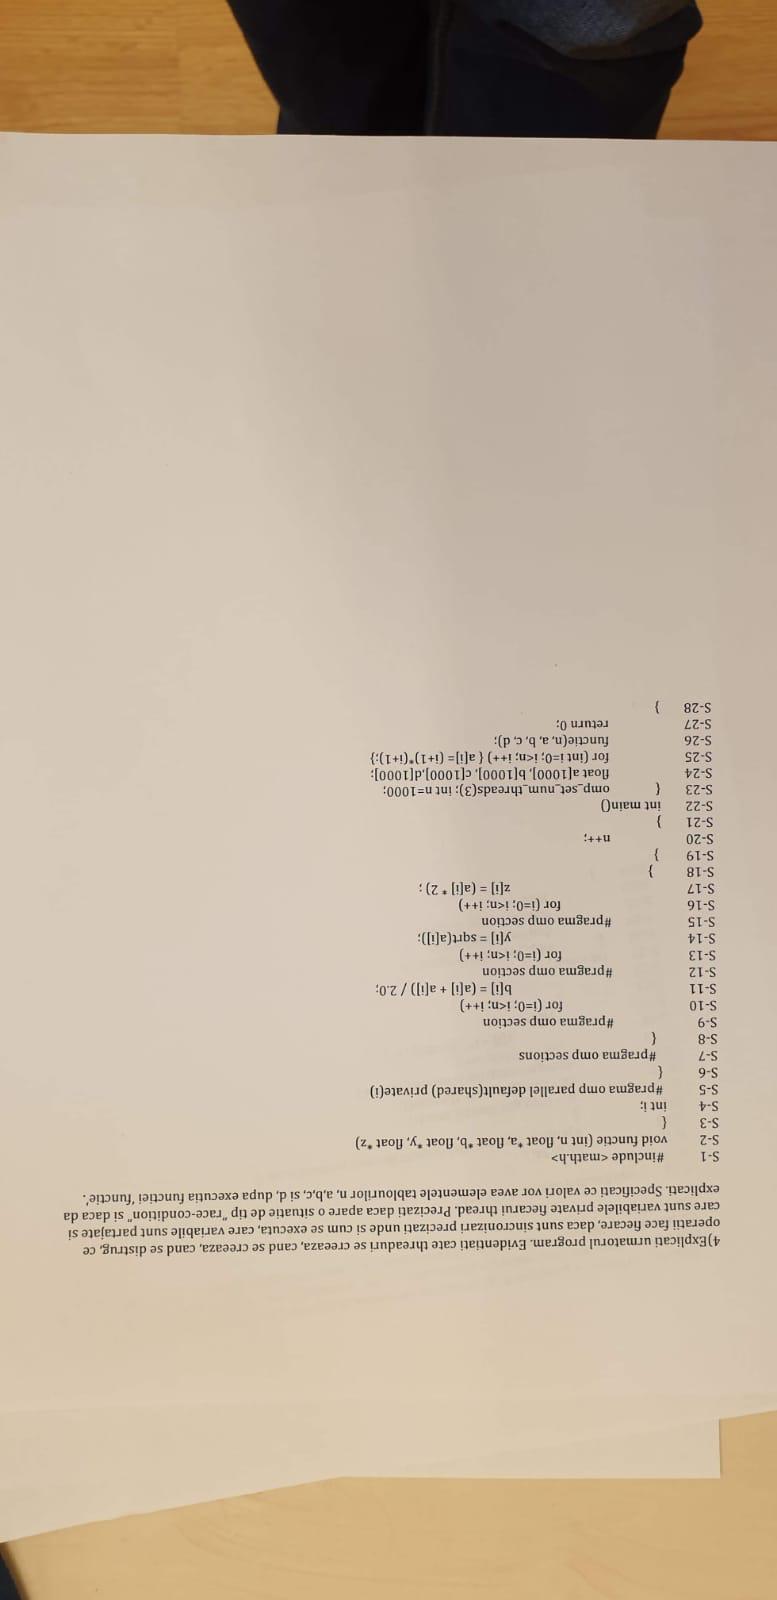 4)Explicati urmatorul program. Evidentiati cate threaduri se creeaza, cand se creeaza, cand se distrug, ce
operatii face fiecare, daca sunt sincronizari precizati unde si cum se executa, care variabile sunt partajate si
care sunt variabilele private fiecarui thread. Precizati daca apare o situatie de tip "race-condition" si daca da
explicati. Specificati ce valori vor avea elementele tablourilor n, a,b,c, si d, dupa executia functiei 'functie'.
S-1 #include <math.h>
S-2 void functie (int n, float *a, float *b, float *y, float *z)
S-3 {
S-4 int i;
S-5 #pragma omp parallel default(shared) private(i)
S-6 {
S-7 #pragma omp sections
S-8 {
S-9 #pragma omp section
S-10 for (i=0; i<n; i++)
S-11 b[i] = (a[i] + a[i]) / 2.0;
S-12 #pragma omp section
S-13 for (i=0; i<n; i++)
S-14 y[i] = sqrt(a[i]);
S-15 #pragma omp section
S-16 for (i=0; i<n; i++)
S-17 z[i] = (a[i] * 2) ;
S-18 }
S-19 }
S-20 n++;
S-21 }
S-22 int main()
S-23 { omp_set_num_threads(3); int n=1000;
S-24 float a[1000], b[1000], c[1000],d[1000];
S-25 for (int i=0; i<n; i++) { a[i]= (i+1)*(i+1);}
S-26 functie(n, a, b, c, d);
S-27 return 0;
S-28 }